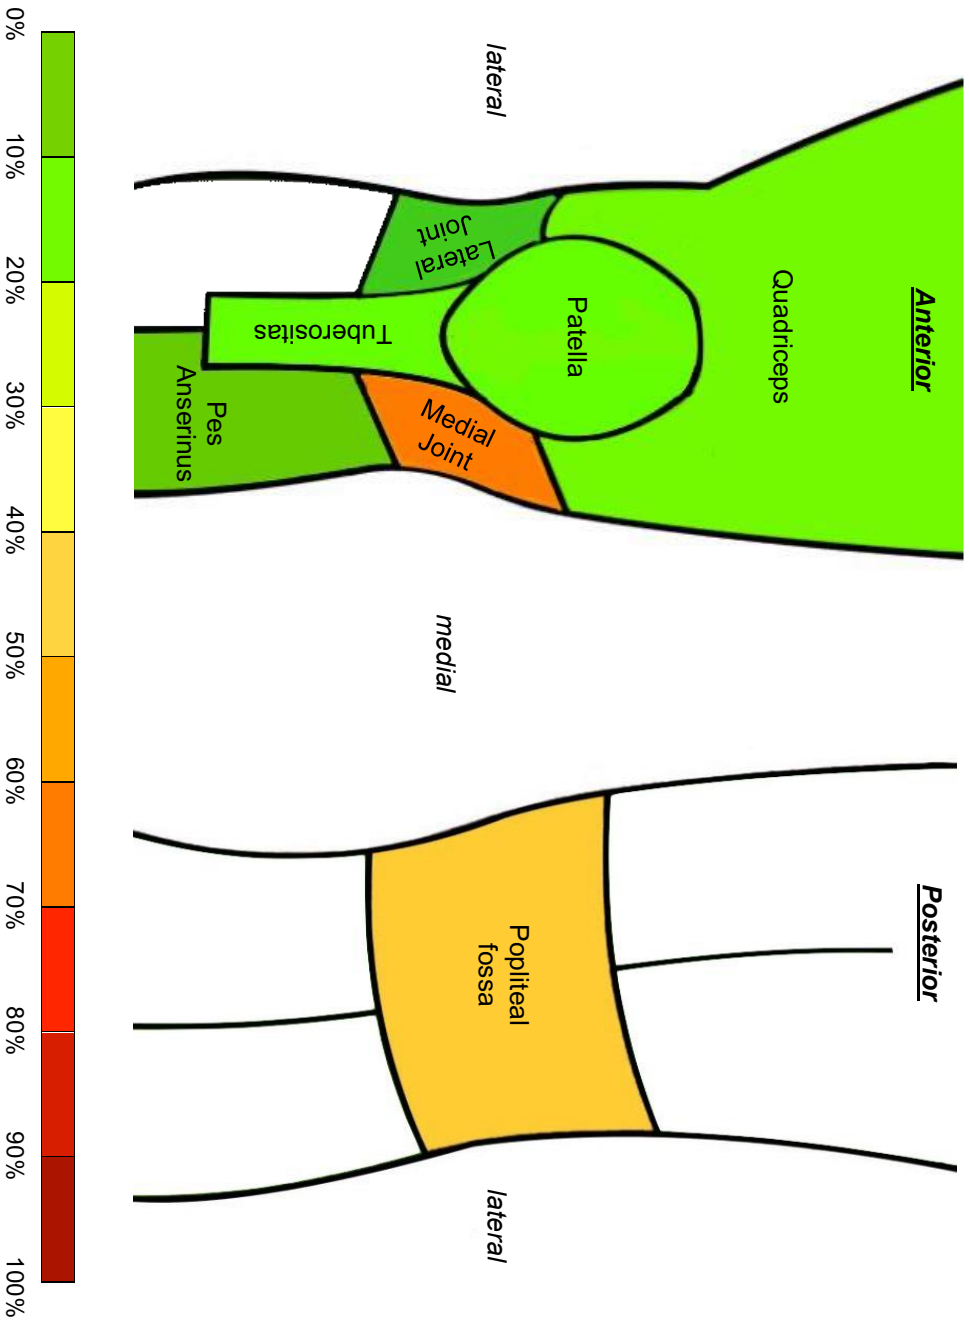 Anterior
Posterior
lateral
medial
lateral
Quadriceps
Patella
Lateral
Joint
Medial
Joint
Tuberositas
Pes
Anserinus
Popliteal
fossa
0%
10%
20%
30%
40%
50%
60%
70%
80%
90%
100%